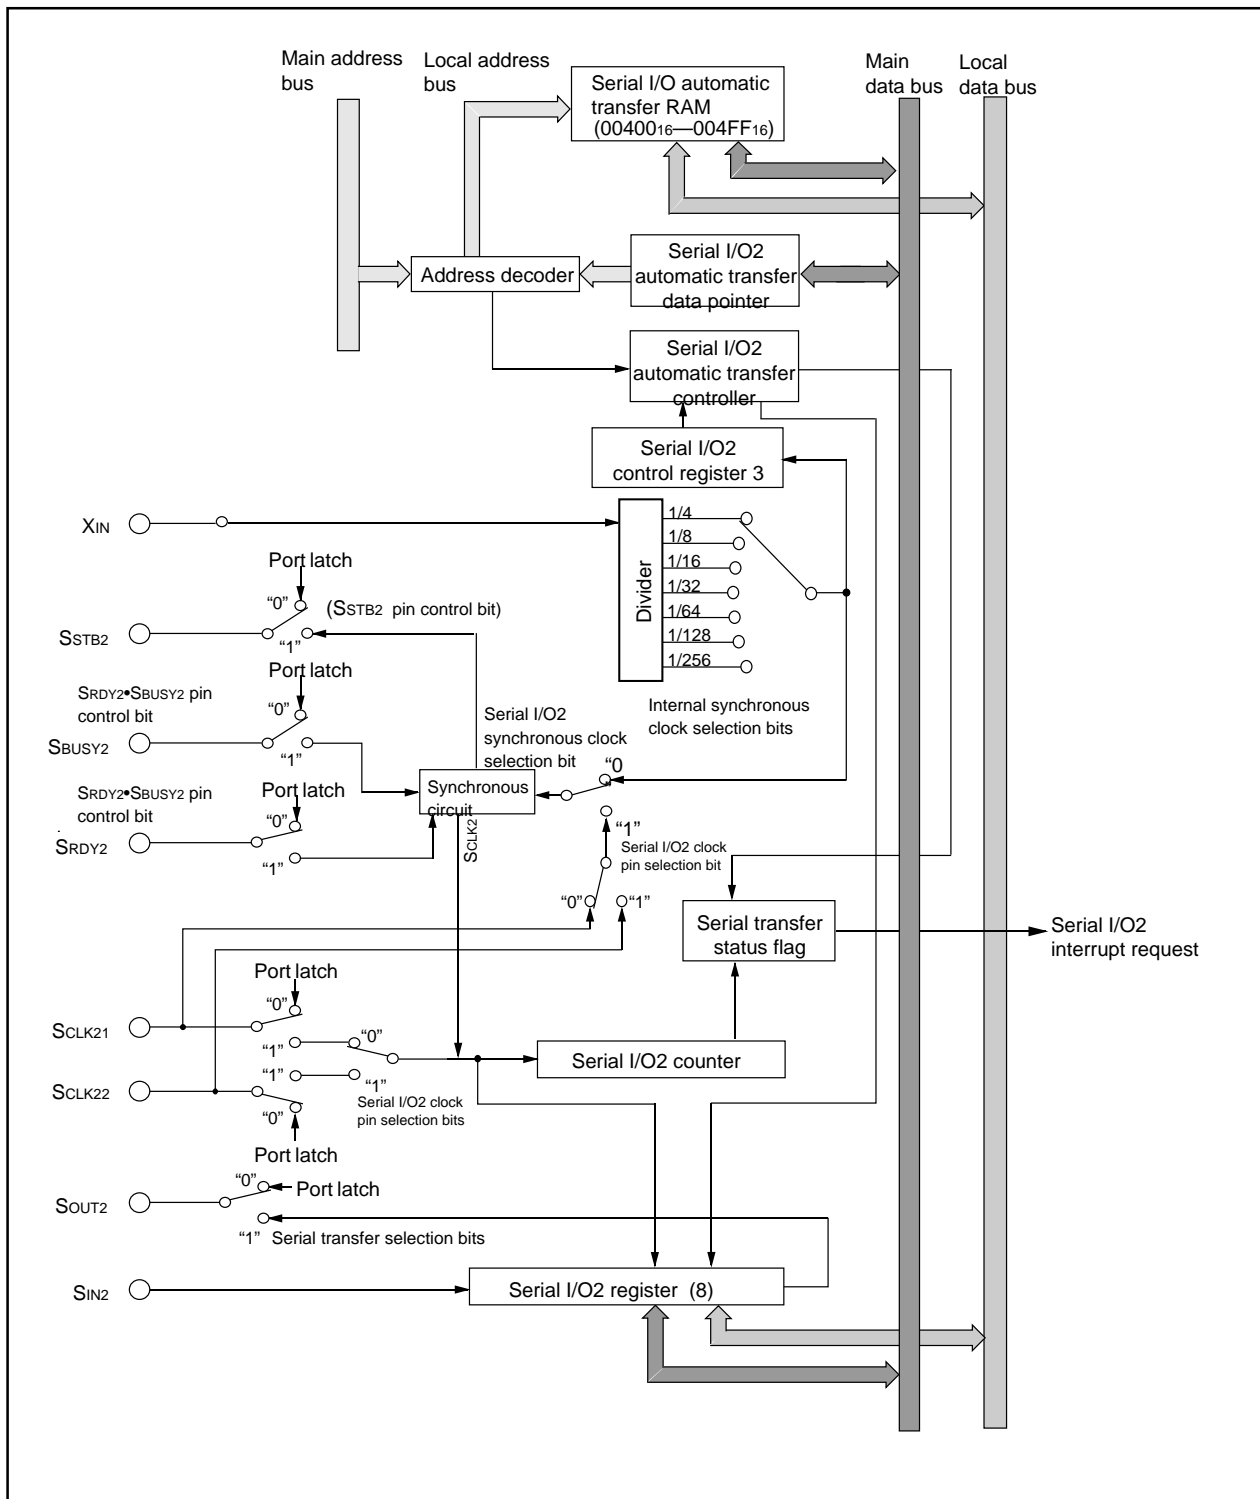 Main address
bus
Local address
bus
Serial I/O automatic
transfer RAM
(0040016—004FF16)
Main
data bus
Local
data bus
Address decoder
Serial I/O2
automatic transfer
data pointer
Serial I/O2
automatic transfer
controller
Serial I/O2
control register 3
XIN
Divider
1/4
1/8
1/16
1/32
1/64
1/128
1/256
Internal synchronous
clock selection bits
Port latch
“0”
(SSTB2 pin control bit)
SSTB2
“1”
Port latch
SRDY2•SBUSY2 pin
control bit
“0”
SBUSY2
“1”
Serial I/O2
synchronous clock
selection bit
“0
Synchronous
circuit
SRDY2•SBUSY2 pin
control bit
Port latch
“0”
SRDY2
“1”
SCLK2
“1”
Serial I/O2 clock
pin selection bit
“0”
“1”
Serial transfer
status flag
Serial I/O2
interrupt request
Port latch
“0”
SCLK21
“1”
“0”
“1”
“1”
Serial I/O2 counter
SCLK22
Serial I/O2 clock
pin selection bits
“0”
Port latch
“0”
Port latch
SOUT2
“1” Serial transfer selection bits
SIN2
Serial I/O2 register (8)